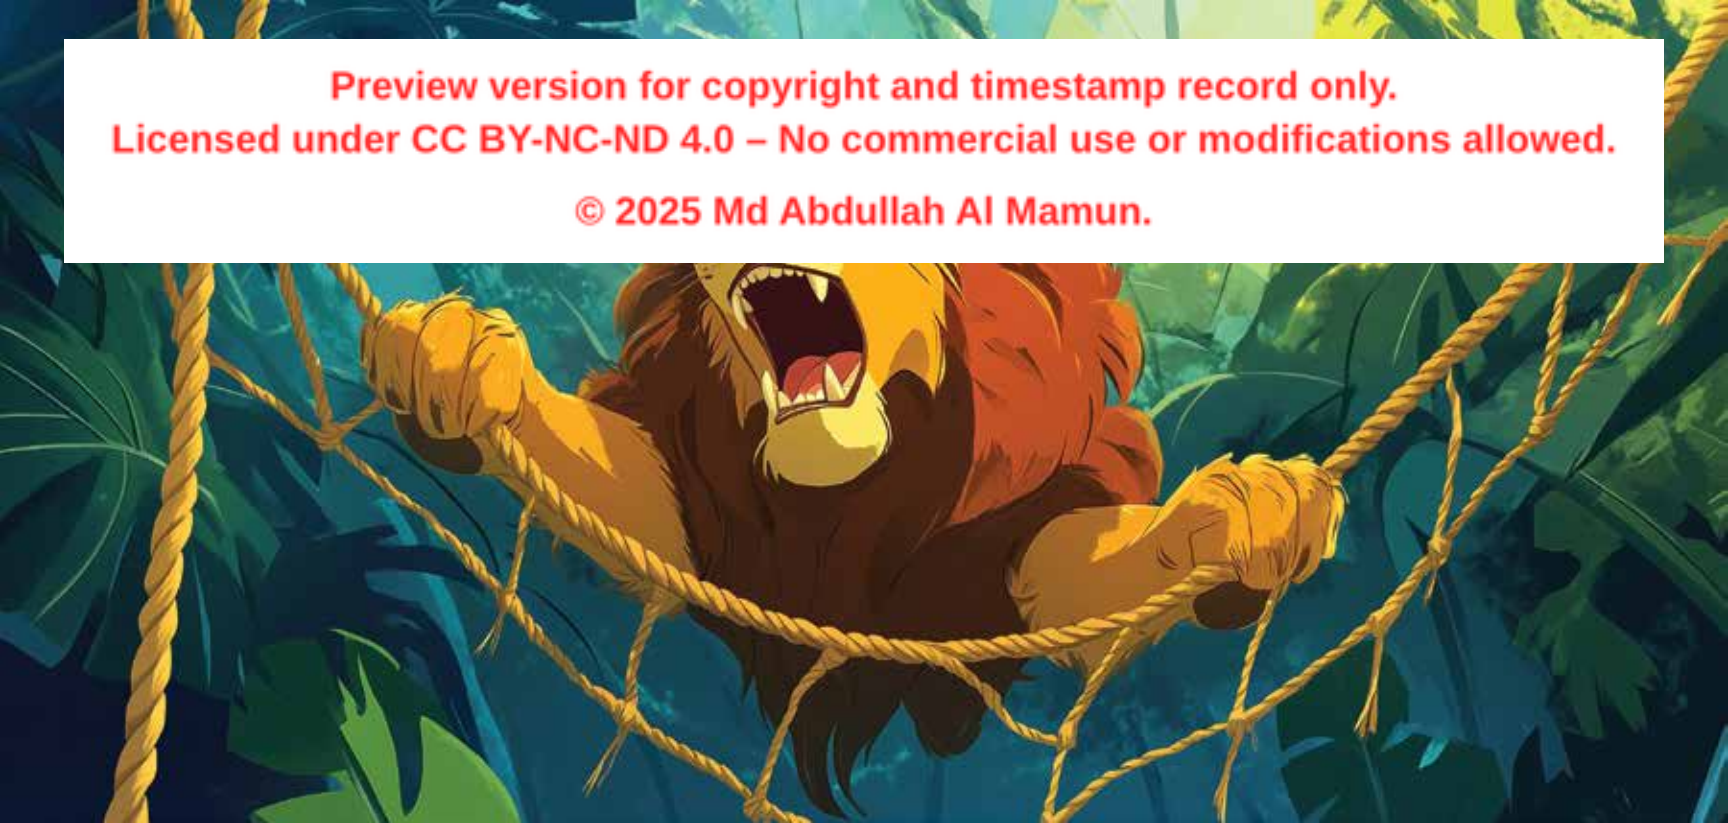 Preview version for copyright and timestamp record only.
Licensed under CC BY-NC-ND 4.0 – No commercial use or modifications allowed.
© 2025 Md Abdullah Al Mamun.